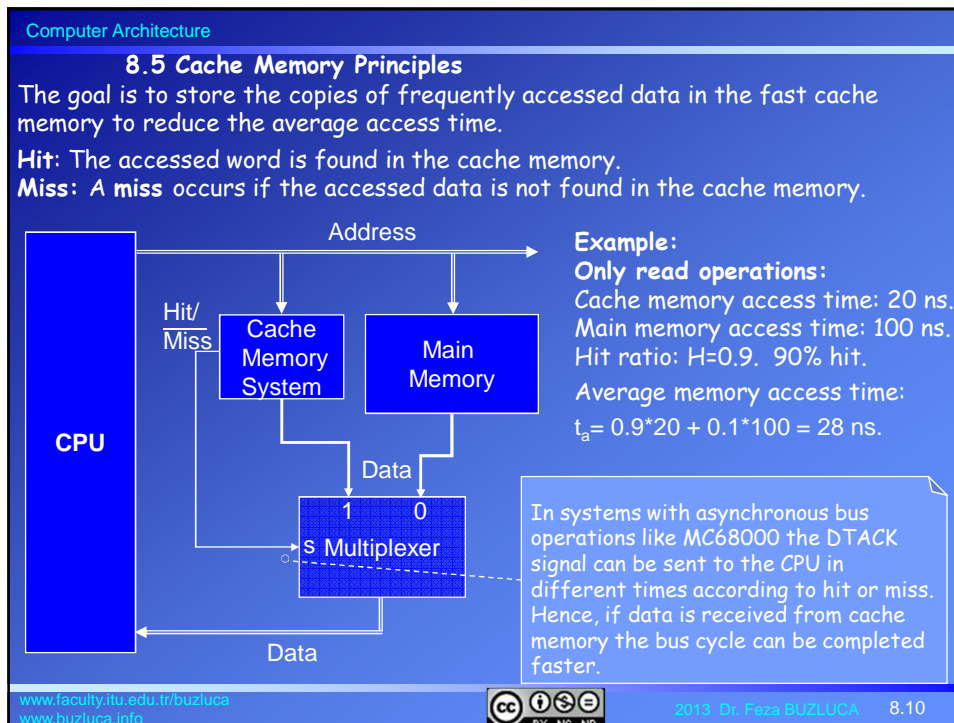 Computer Architecture
8.5 Cache Memory Principles
The goal is to store the copies of frequently accessed data in the fast cache
memory to reduce the average access time.
Hit: The accessed word is found in the cache memory.
Miss: A miss occurs if the accessed data is not found in the cache memory.
Address
Hit/
Miss
Cache
Memory
System
Main
Memory
CPU
Data
1 0
s Multiplexer
Data
Example:
Only read operations:
Cache memory access time: 20 ns.
Main memory access time: 100 ns.
Hit ratio: H=0.9. 90% hit.
Average memory access time:
ta= 0.9*20 + 0.1*100 = 28 ns.
In systems with asynchronous bus
operations like MC68000 the DTACK
signal can be sent to the CPU in
different times according to hit or miss.
Hence, if data is received from cache
memory the bus cycle can be completed
faster.
www.faculty.itu.edu.tr/buzluca
www.buzluca.info
cc
BY NC ND
2013 Dr. Feza BUZLUCA 8.10